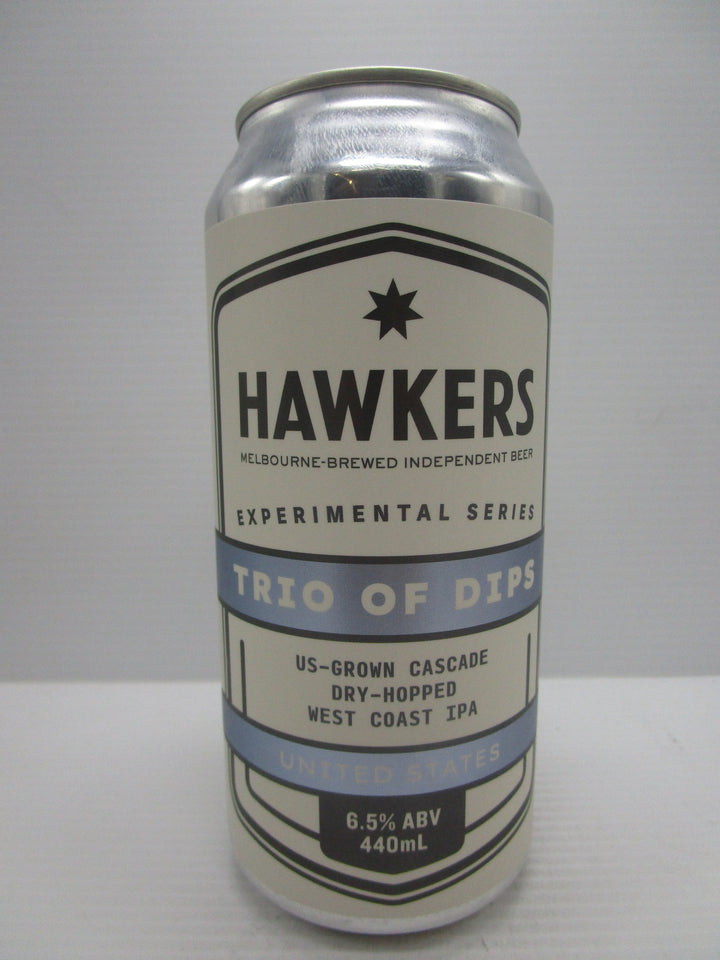 HAWKERS
MELBOURNE-BREWED INDEPENDENT BEER
EXPERIMENTAL SERIES
TRIO OF DIPS
US-GROWN CASCADE
DRY-HOPPED
WEST COAST IPA
UNITED STATES
6.5% ABV
440mL